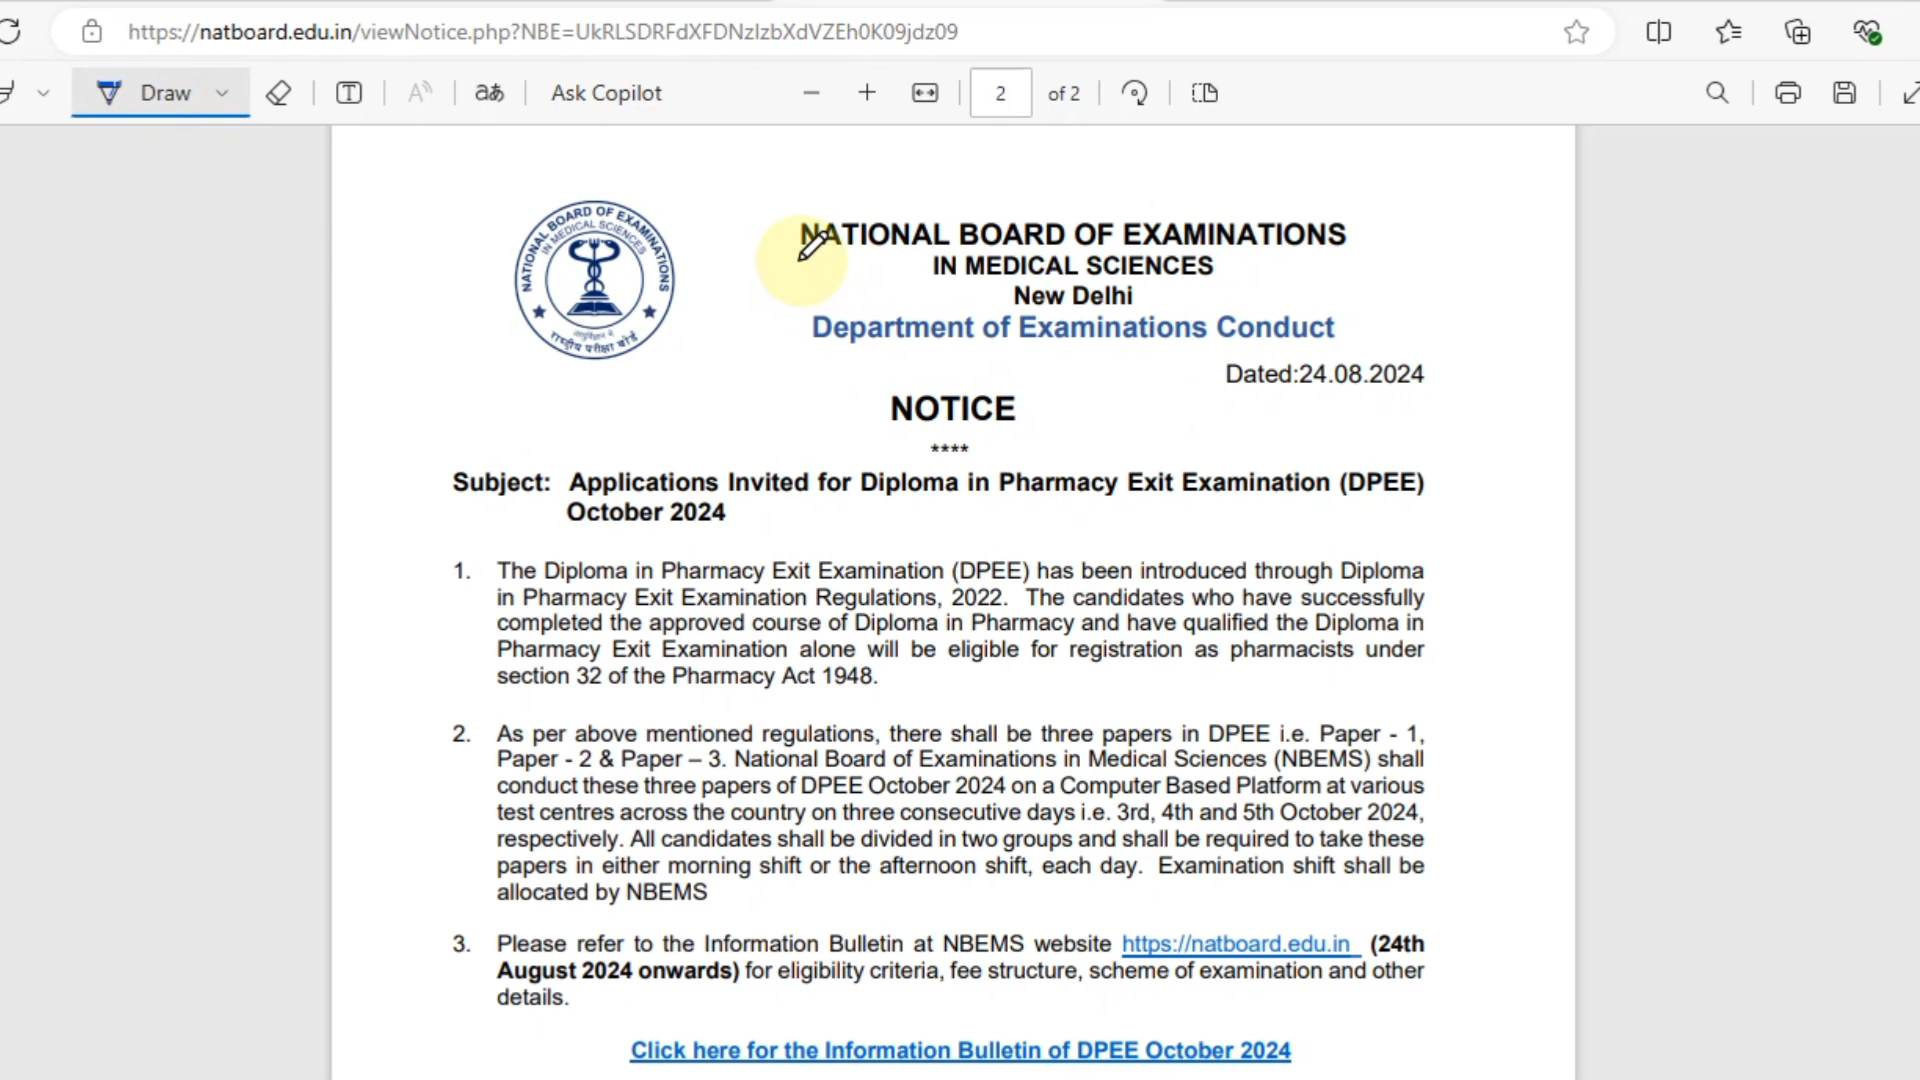 https://natboard.edu.in/viewNotice.php?NBE=UkRLSDRFdXFDNzIzbXdVZEh0K09jdz09
Draw
aあ
Ask Copilot
2
of 2
NATIONAL BOARD OF EXAMINATIONS
IN MEDICAL SCIENCES
राष्ट्रीय परीक्षा बोर्ड
NATIONAL BOARD OF EXAMINATIONS
IN MEDICAL SCIENCES
New Delhi
Department of Examinations Conduct
Dated:24.08.2024
NOTICE
****
Subject: Applications Invited for Diploma in Pharmacy Exit Examination (DPEE)
October 2024
1. The Diploma in Pharmacy Exit Examination (DPEE) has been introduced through Diploma
in Pharmacy Exit Examination Regulations, 2022. The candidates who have successfully
completed the approved course of Diploma in Pharmacy and have qualified the Diploma in
Pharmacy Exit Examination alone will be eligible for registration as pharmacists under
section 32 of the Pharmacy Act 1948.
2. As per above mentioned regulations, there shall be three papers in DPEE i.e. Paper - 1,
Paper - 2 & Paper – 3. National Board of Examinations in Medical Sciences (NBEMS) shall
conduct these three papers of DPEE October 2024 on a Computer Based Platform at various
test centres across the country on three consecutive days i.e. 3rd, 4th and 5th October 2024,
respectively. All candidates shall be divided in two groups and shall be required to take these
papers in either morning shift or the afternoon shift, each day. Examination shift shall be
allocated by NBEMS
3. Please refer to the Information Bulletin at NBEMS website https://natboard.edu.in (24th
August 2024 onwards) for eligibility criteria, fee structure, scheme of examination and other
details.
Click here for the Information Bulletin of DPEE October 2024